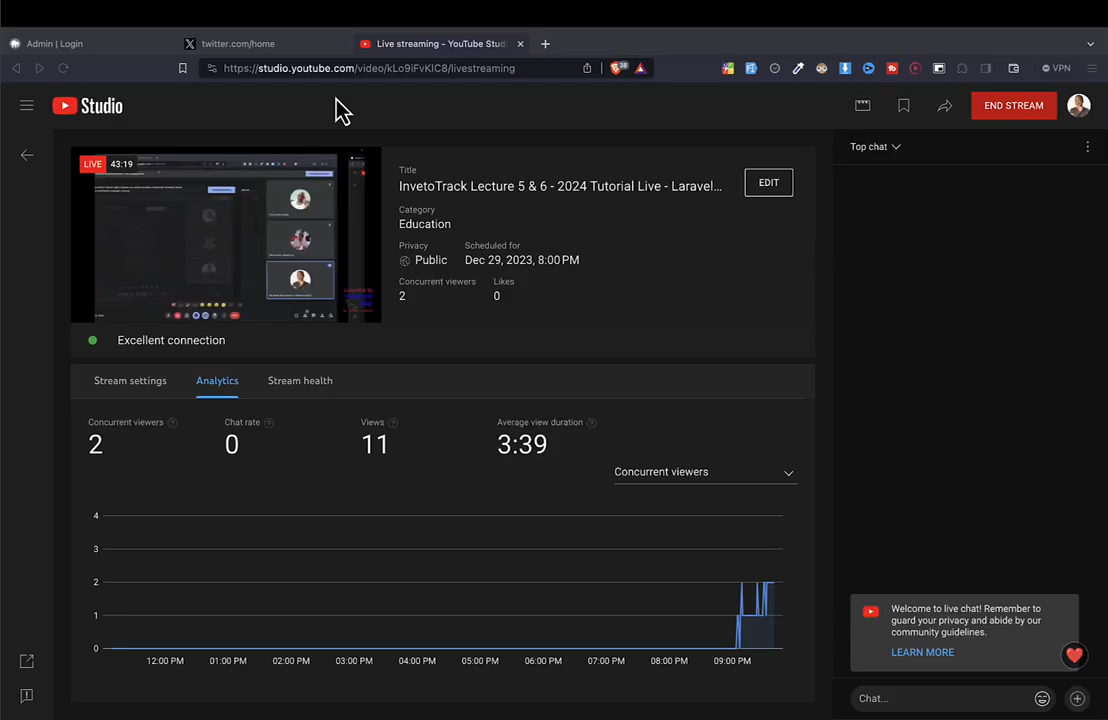 Admin | Login
twitter.com/home
Live streaming - YouTube Stud
https://studio.youtube.com/video/kLo9iFvKIC8/livestreaming
38
VPN
Studio
END STREAM
LIVE 43:19
Title
InvetoTrack Lecture 5 & 6 - 2024 Tutorial Live - Laravel...
EDIT
Category
Education
Privacy
Public
Scheduled for
Dec 29, 2023, 8:00 PM
Concurrent viewers
2
Likes
0
Excellent connection
Stream settings
Analytics
Stream health
Concurrent viewers
2
Chat rate
0
Views
11
Average view duration
3:39
Concurrent viewers
4
3
2
1
0
12:00 PM
01:00 PM
02:00 PM
03:00 PM
04:00 PM
05:00 PM
06:00 PM
07:00 PM
08:00 PM
09:00 PM
Top chat
Welcome to live chat! Remember to
guard your privacy and abide by our
community guidelines.
LEARN MORE
Chat...